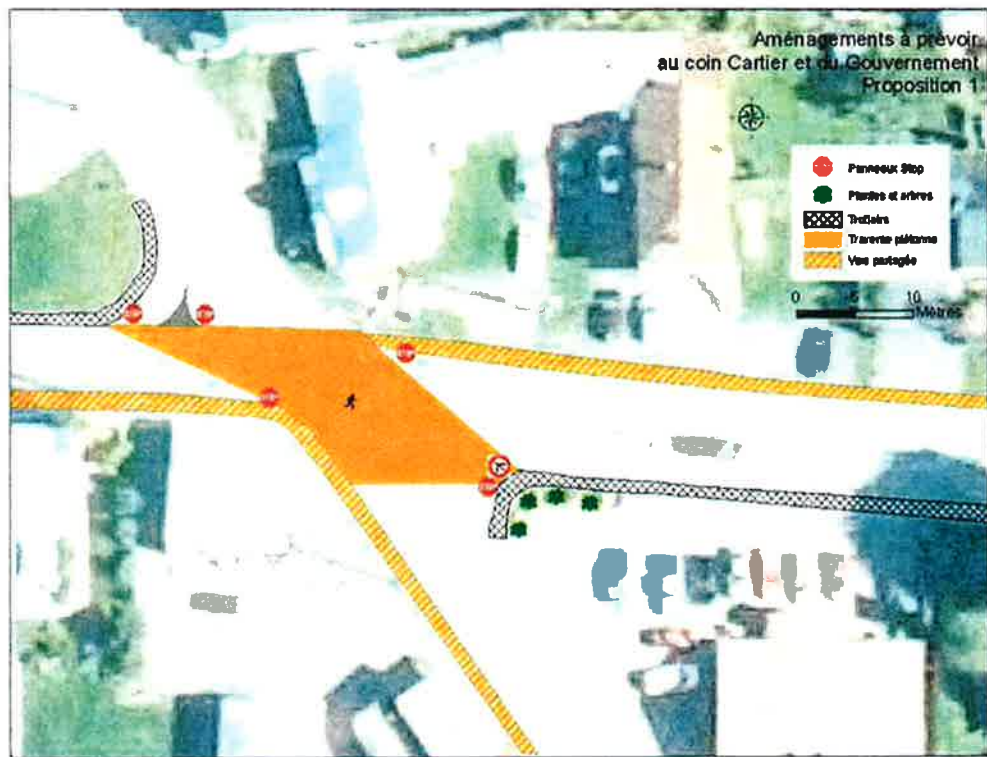 Aménagements à prévoir
au coin Cartier et du Gouvernement
Proposition 1
Panneaux Stop
Plantes et arbres
Trottoirs
Traverse piétonne
Voie partagée
0 5 10
Mètres